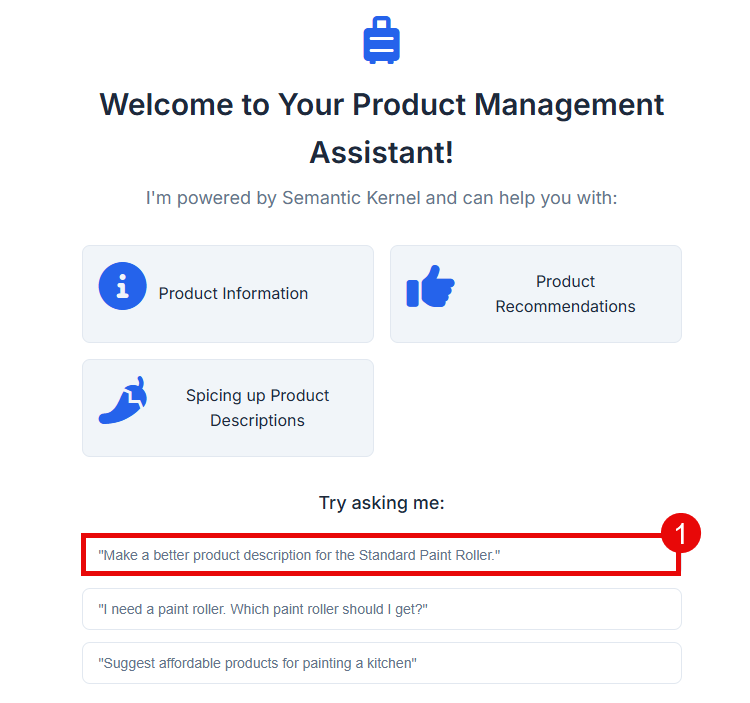 Welcome to Your Product Management
Assistant!
I'm powered by Semantic Kernel and can help you with:
Product Information
Product
Recommendations
Spicing up Product
Descriptions
Try asking me:
1
"Make a better product description for the Standard Paint Roller."
"I need a paint roller. Which paint roller should I get?"
"Suggest affordable products for painting a kitchen"